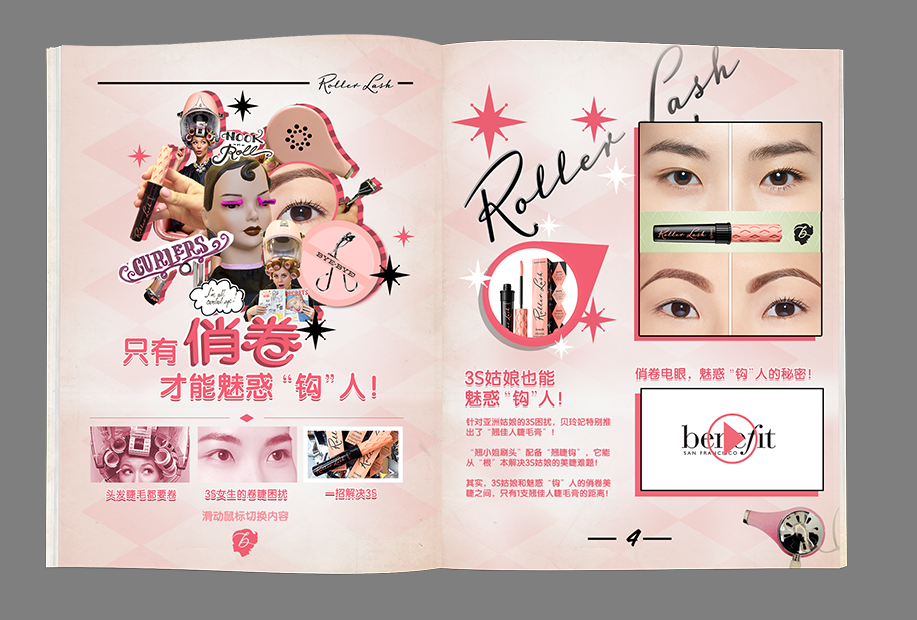 Roller Lash
HOOK
Roll
CURLERS
BYE-BYE
Roller Lash
只有俏卷
才能魅惑“钩”人！
头发睫毛都要卷
3S女生的卷睫困扰
一招解决3S
滑动鼠标切换内容
b
Roller Lash
Roller Lash
b
Roller Lash
3S姑娘也能
魅惑“钩”人！
针对亚洲姑娘的3S困扰，贝玲妃特别推
出了“翘佳人睫毛膏”！
“翘小姐刷头”配备“翘睫钩”，它能
从“根”本解决3S姑娘的美睫难题！
其实，3S姑娘和魅惑“钩”人的俏卷美
睫之间，只有1支翘佳人睫毛膏的距离！
俏卷电眼，魅惑“钩”人的秘密！
benefit
SAN FRANCISCO
4